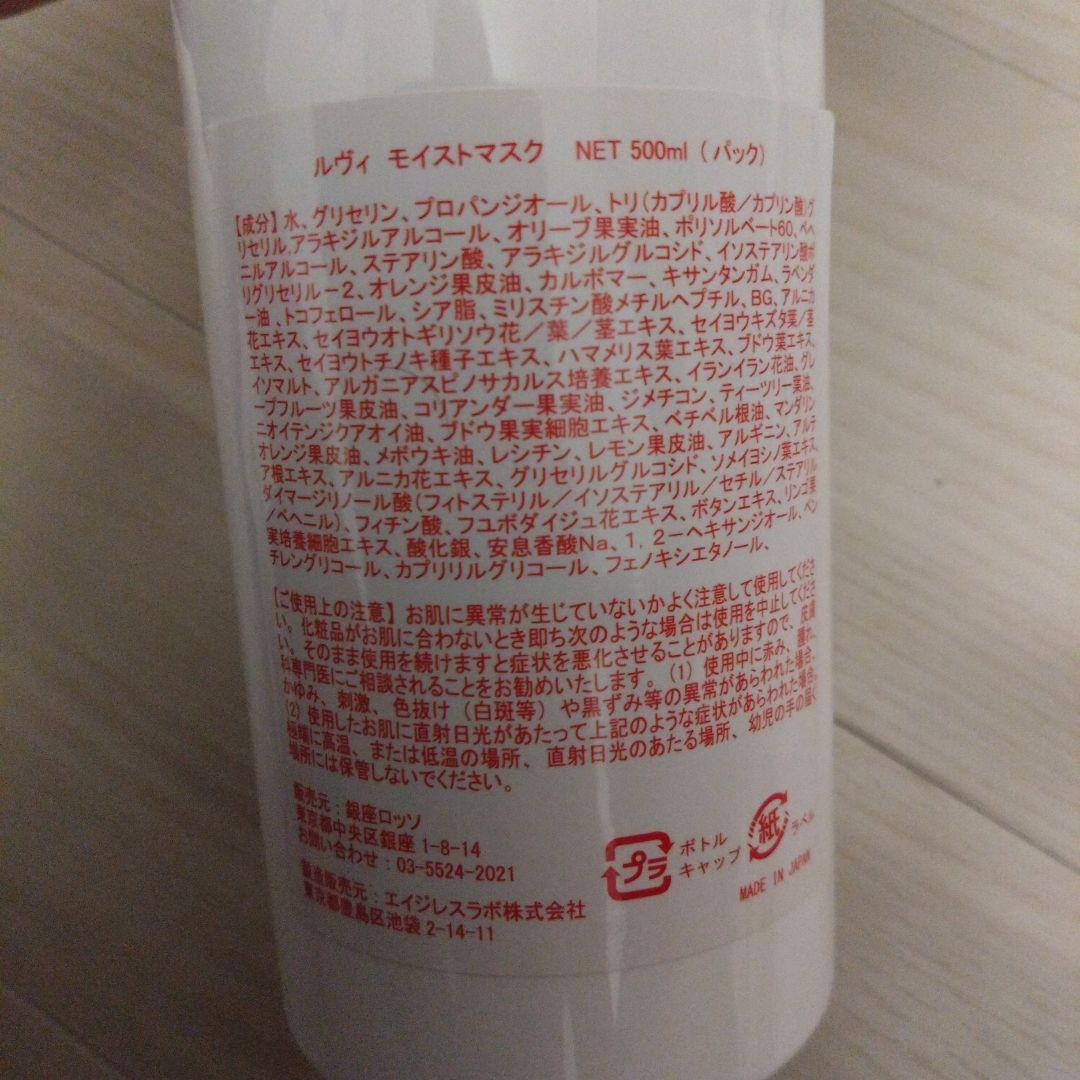 ルヴィ モイストマスク NET 500ml (パック)
【成分】水、グリセリン、プロパンジオール、トリ(カプリル酸/カプリン酸)グ
リセリル,アラキジルアルコール、オリーブ果実油、ポリソルベート60、ベヘ
ニルアルコール、ステアリン酸、アラキジルグルコシド、イソステアリン酸ポ
リグリセリルー2、オレンジ果皮油、カルボマー、キサンタンガム、ラベンダ
ー油、トコフェロール、シア脂、ミリスチン酸メチルヘプチル、BG、アルニカ
花エキス、セイヨウオトギリソウ花/葉/茎エキス、セイヨウキズタ葉/茎
エキス、セイヨウトチノキ種子エキス、ハマメリス葉エキス、ブドウ葉エキス、
イソマルト、アルガニアスピノサカルス培養エキス、イランイラン花油、グレ
ープフルーツ果皮油、コリアンダー果実油、ジメチコン、ティーツリー葉油、
ニオイテンジクアオイ油、ブドウ果実細胞エキス、ベチベル根油、マンダリン
オレンジ果皮油、メボウキ油、レシチン、レモン果皮油、アルギニン、アルテ
ア根エキス、アルニカ花エキス、グリセリルグルコシド、ソメイヨシノ葉エキス、
ダイマージリノール酸(フィトステリル/イソステアリル/セチル/ステアリル
/ベヘニル)、フィチン酸、フユボダイジュ花エキス、ボタンエキス、リンゴ果
実培養細胞エキス、酸化銀、安息香酸Na、1,2ーヘキサンジオール、ペン
チレングリコール、カプリリルグリコール、フェノキシエタノール、
【ご使用上の注意】お肌に異常が生じていないかよく注意して使用してくださ
い。化粧品がお肌に合わないとき即ち次のような場合は使用を中止してくださ
い。そのまま使用を続けますと症状を悪化させることがありますので、皮膚
科専門医にご相談されることをお勧めいたします。(1) 使用中に赤み、腫れ、
かゆみ、刺激、色抜け(白斑等)や黒ずみ等の異常があらわれた場合、
(2) 使用したお肌に直射日光があたって上記のような症状があらわれた場合。
極端に高温、または低温の場所、直射日光のあたる場所、幼児の手の届く
場所には保管しないでください。
販売元:銀座ロッソ
東京都中央区銀座 1-8-14
お問い合わせ:03-5524-2021
製造販売元:エイジレスラボ株式会社
東京都豊島区池袋 2-14-11
プラ
ボトル
キャップ
紙
ラベル
MADE IN JAPAN